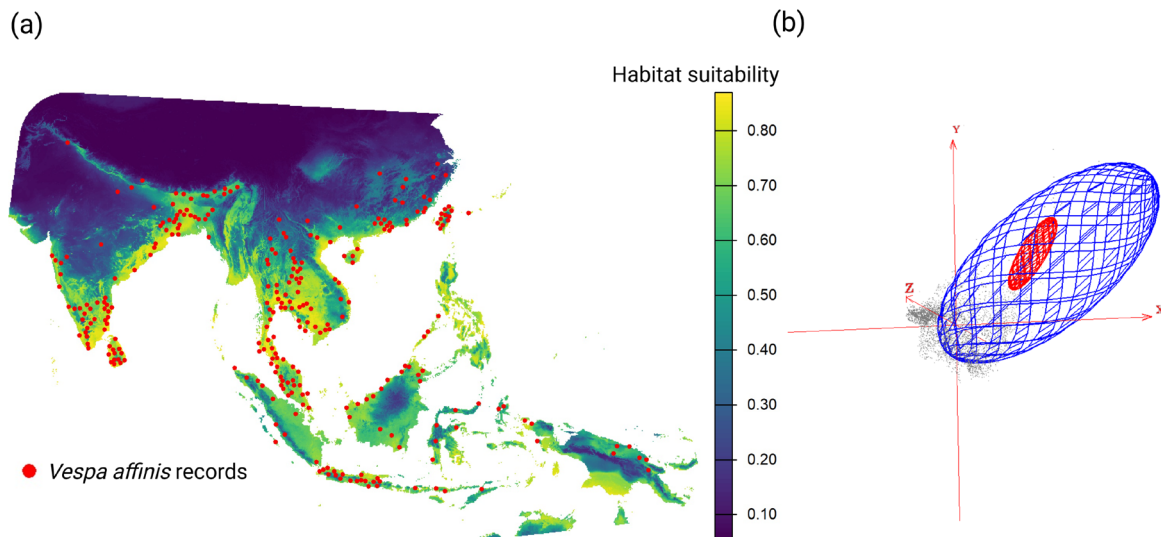 (a)
(b)
Habitat suitability
0.80
0.70
0.60
0.50
0.40
0.30
0.20
0.10
Vespa affinis records
Y
Z
X